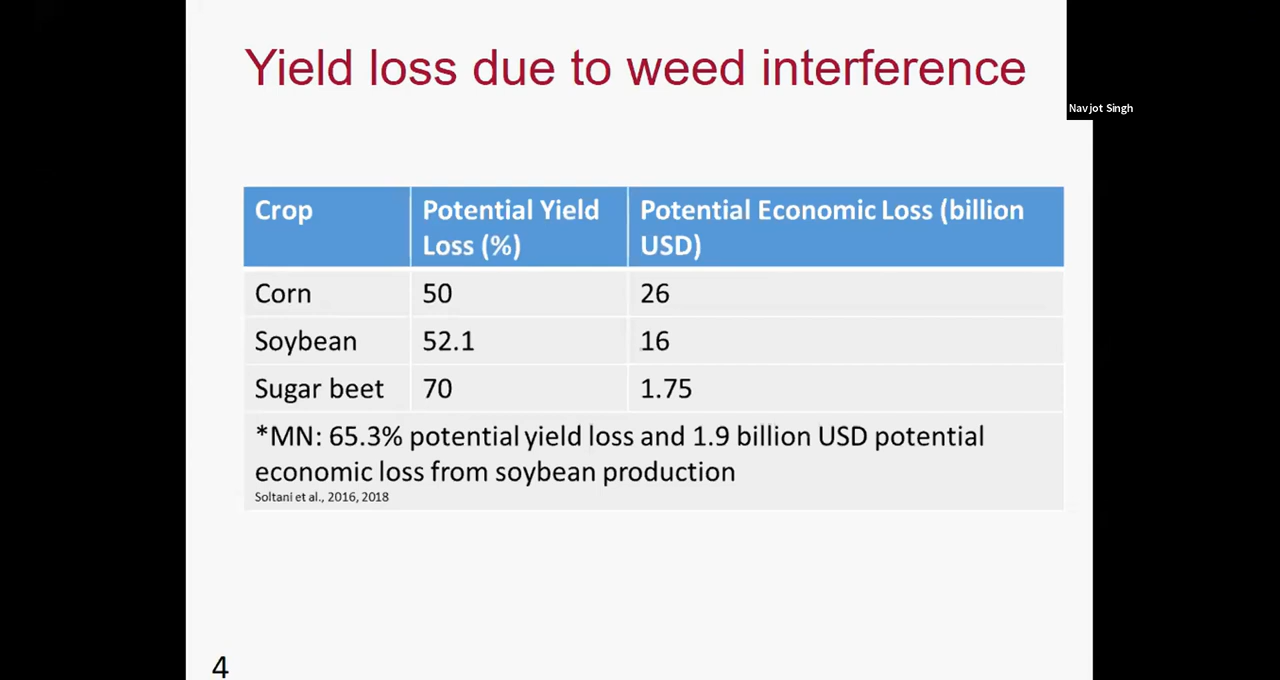 Yield loss due to weed interference
Navjot Singh
Crop
Potential Yield
Loss (%)
Potential Economic Loss (billion
USD)
Corn
50
26
Soybean
52.1
16
Sugar beet
70
1.75
*MN: 65.3% potential yield loss and 1.9 billion USD potential
economic loss from soybean production
Soltani et al., 2016, 2018
4